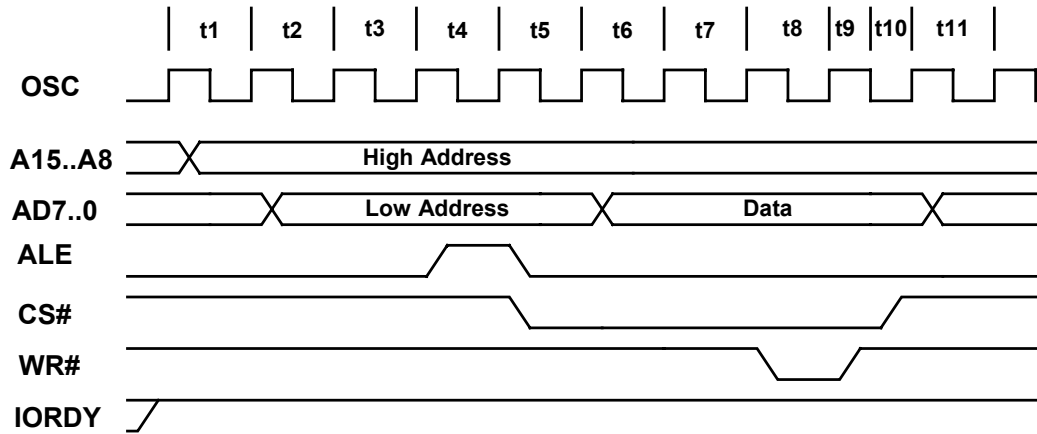 t1 t2 t3 t4 t5 t6 t7 t8 t9 t10 t11
OSC
A15..A8 High Address
AD7..0 Low Address Data
ALE
CS#
WR#
IORDY